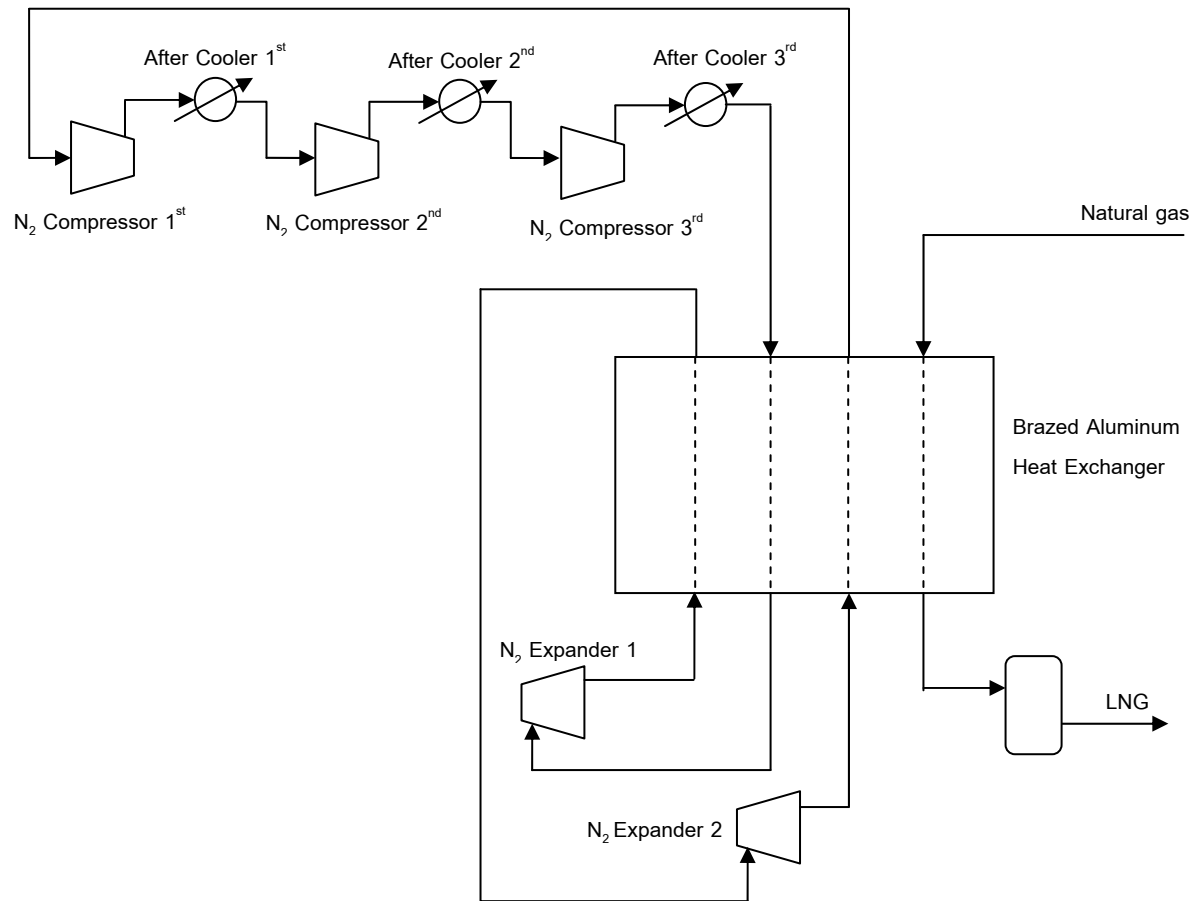 After Cooler 1st
After Cooler 2nd
After Cooler 3rd
N2 Compressor 1st
N2 Compressor 2nd
N2 Compressor 3rd
Natural gas
Brazed Aluminum
Heat Exchanger
N2 Expander 1
LNG
N2 Expander 2